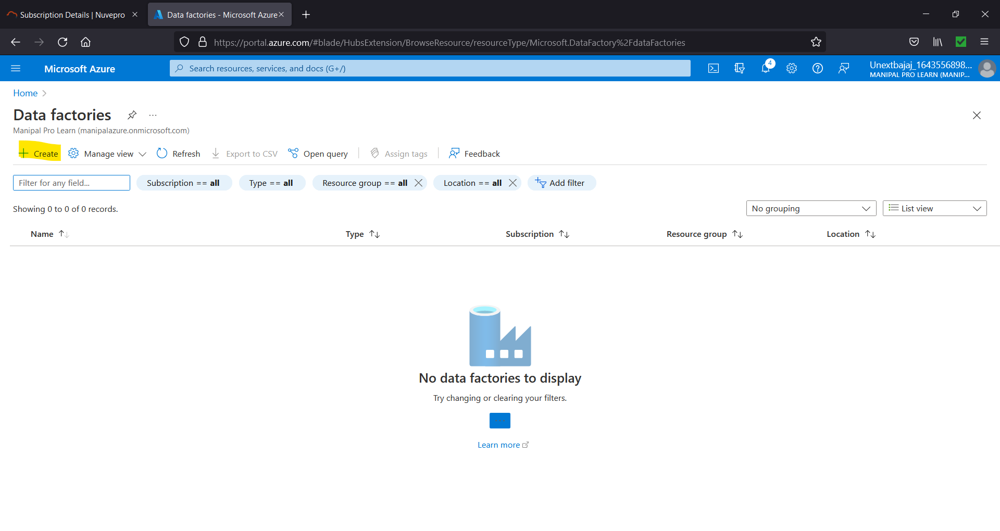 Subscription Details | Nuvepro
Data factories - Microsoft Azure
https://portal.azure.com/#blade/HubsExtension/BrowseResource/resourceType/Microsoft.DataFactory%2FdataFactories
Microsoft Azure
Search resources, services, and docs (G+/)
4
Unextbajaj_1643556898...
MANIPAL PRO LEARN (MANIP...
Home
Data factories
Manipal Pro Learn (manipalazure.onmicrosoft.com)
Create Manage view Refresh Export to CSV Open query Assign tags Feedback
Filter for any field... Subscription == all Type == all Resource group == all Location == all Add filter
Showing 0 to 0 of 0 records.
No grouping List view
Name Type Subscription Resource group Location
No data factories to display
Try changing or clearing your filters.
Learn more